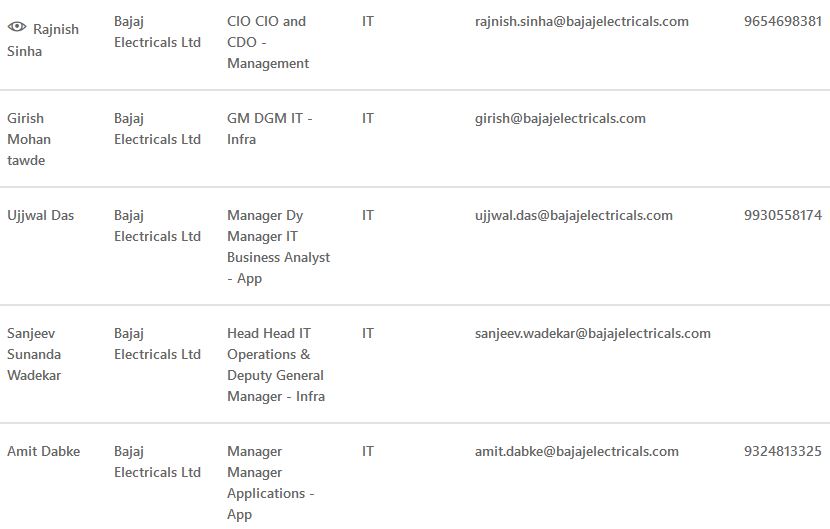 Rajnish Sinha Bajaj Electricals Ltd CIO CIO and CDO - Management IT rajnish.sinha@bajajelectricals.com 9654698381
Girish Mohan tawde Bajaj Electricals Ltd GM DGM IT - Infra IT girish@bajajelectricals.com
Ujjwal Das Bajaj Electricals Ltd Manager Dy Manager IT Business Analyst - App IT ujjwal.das@bajajelectricals.com 9930558174
Sanjeev Sunanda Wadekar Bajaj Electricals Ltd Head Head IT Operations & Deputy General Manager - Infra IT sanjeev.wadekar@bajajelectricals.com
Amit Dabke Bajaj Electricals Ltd Manager Manager Applications - App IT amit.dabke@bajajelectricals.com 9324813325